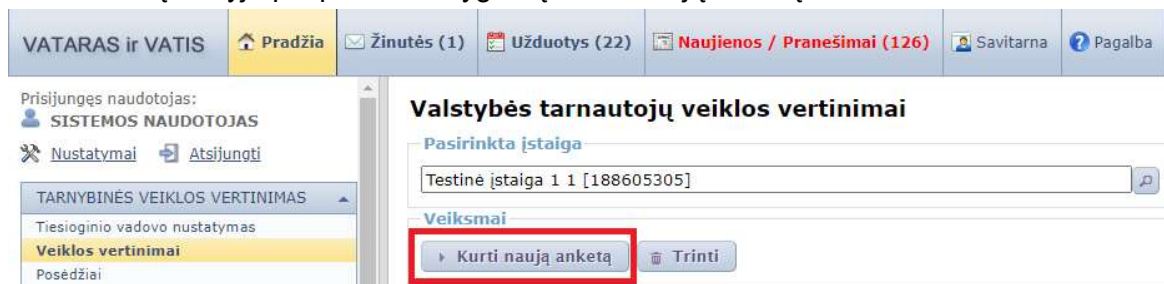 VATARAS ir VATIS
Pradžia
Žinutės (1)
Užduotys (22)
Naujienos / Pranešimai (126)
Savitarna
Pagalba
Prisijungęs naudotojas:
SISTEMOS NAUDOTOJAS
Nustatymai
Atsijungti
TARNYBINĖS VEIKLOS VERTINIMAS
Tiesioginio vadovo nustatymas
Veiklos vertinimai
Posėdžiai
Valstybės tarnautojų veiklos vertinimai
Pasirinkta įstaiga
Testinė įstaiga 1 1 [188605305]
Veiksmai
Kurti naują anketą
Trinti